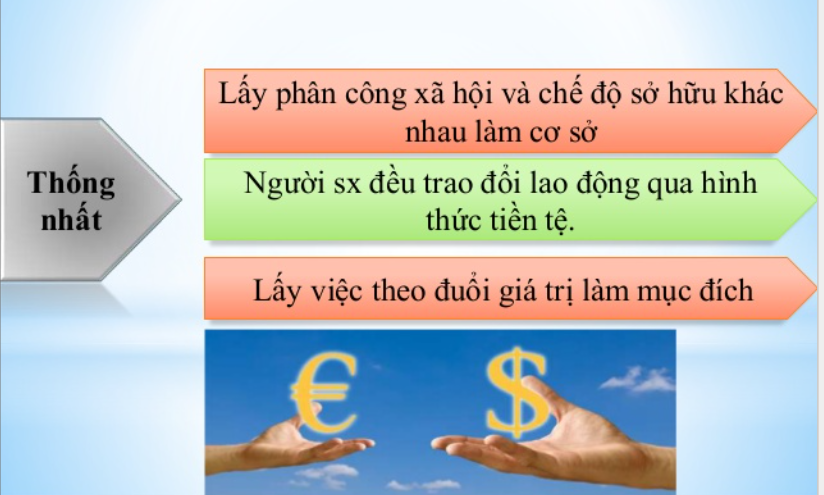 Thống
nhất
Lấy phân công xã hội và chế độ sở hữu khác
nhau làm cơ sở
Người sx đều trao đổi lao động qua hình
thức tiền tệ.
Lấy việc theo đuổi giá trị làm mục đích
€ $